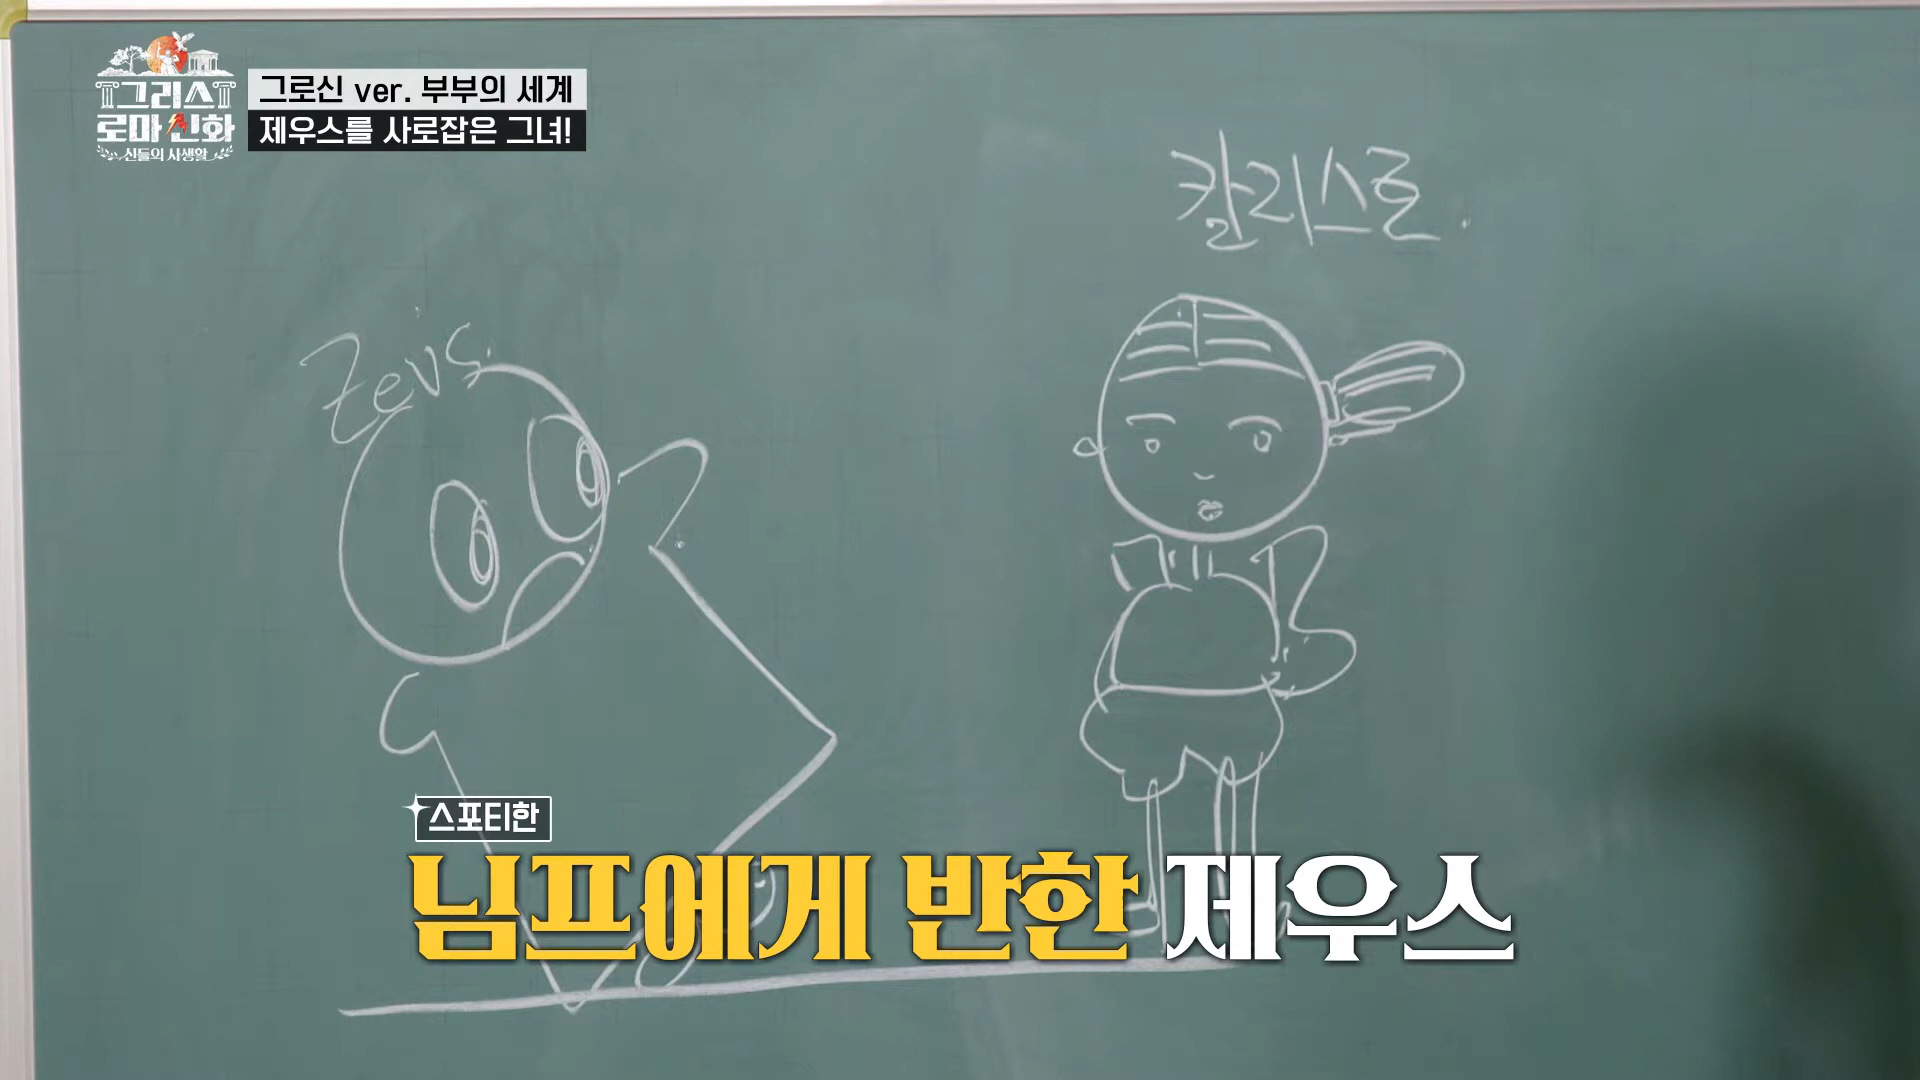 그리스
로마 신화
신들의 사생활
그로신 ver. 부부의 세계
제우스를 사로잡은 그녀!
칼리스토.
Zeus.
스포티한
님프에게 반한 제우스